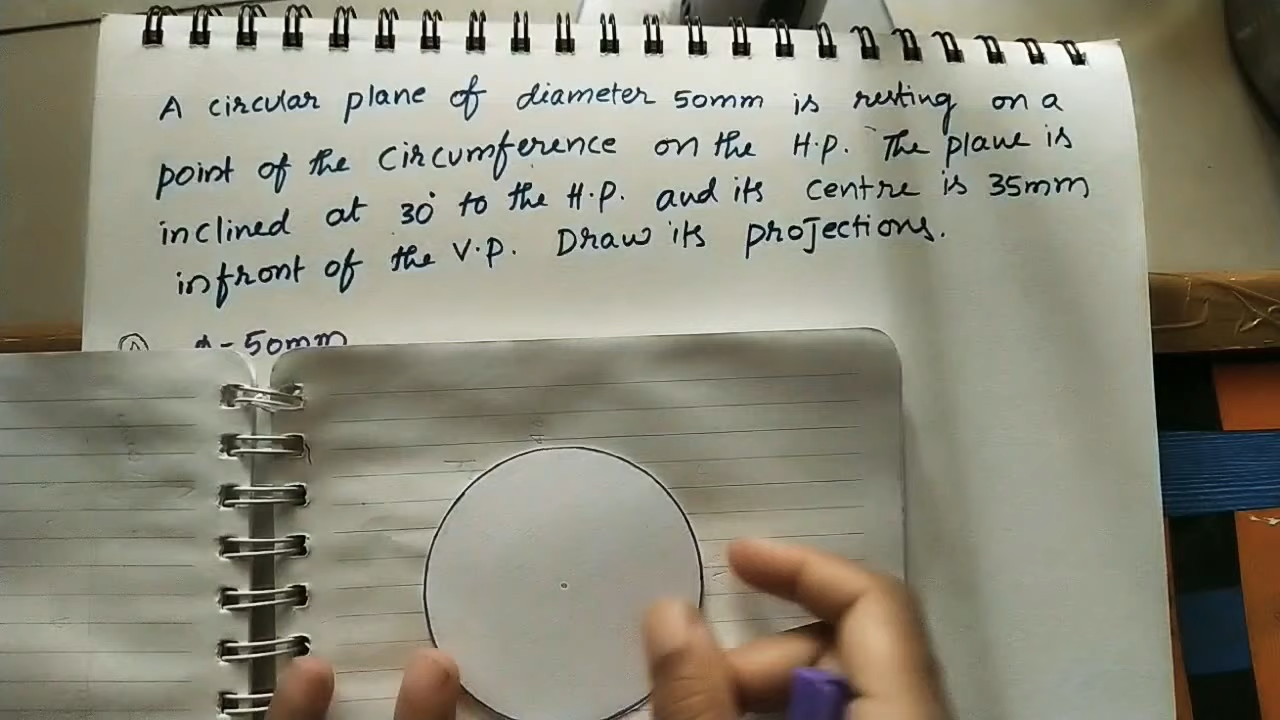 A circular plane of diameter 50mm is resting on a
point of the circumference on the H.P. The plane is
inclined at 30° to the H.P. and its centre is 35mm
infront of the V.P. Draw its projections.
- 50mm